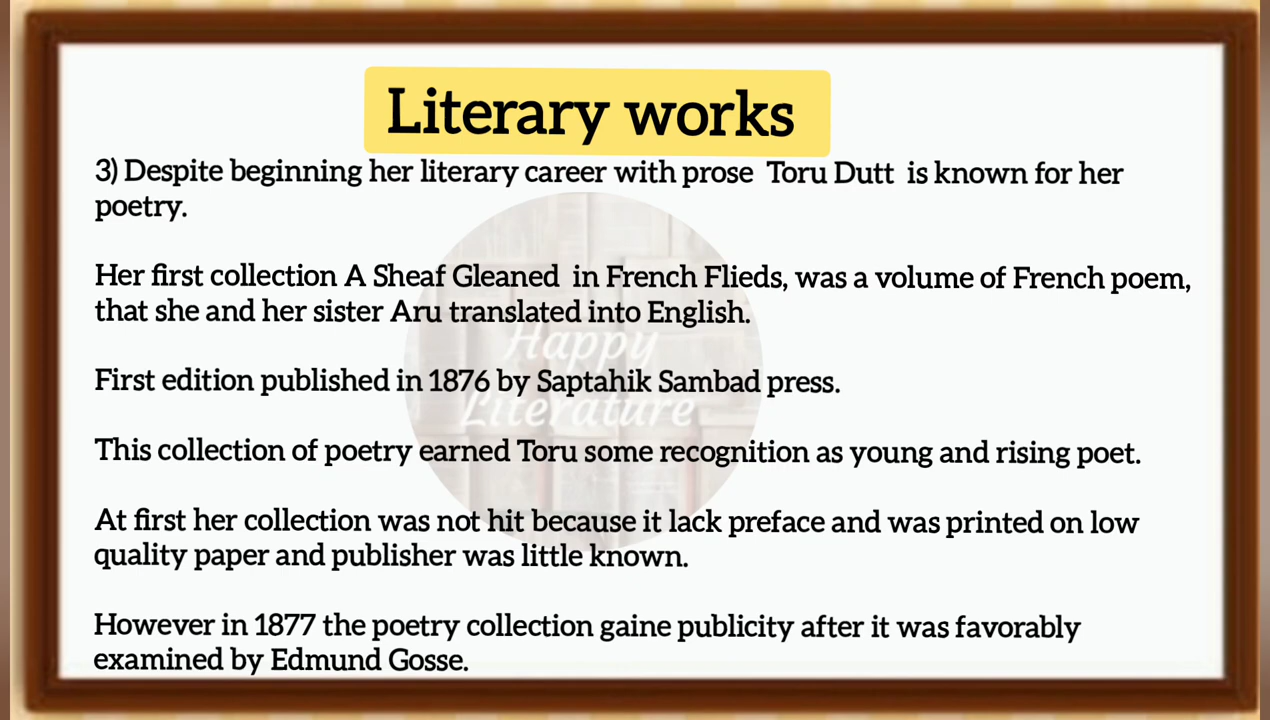 Literary works
3) Despite beginning her literary career with prose Toru Dutt is known for her
poetry.
Her first collection A Sheaf Gleaned in French Flieds, was a volume of French poem,
that she and her sister Aru translated into English.
Happy
First edition published in 1876 by Saptahik Sambad press.
Literature
This collection of poetry earned Toru some recognition as young and rising poet.
At first her collection was not hit because it lack preface and was printed on low
quality paper and publisher was little known.
However in 1877 the poetry collection gaine publicity after it was favorably
examined by Edmund Gosse.